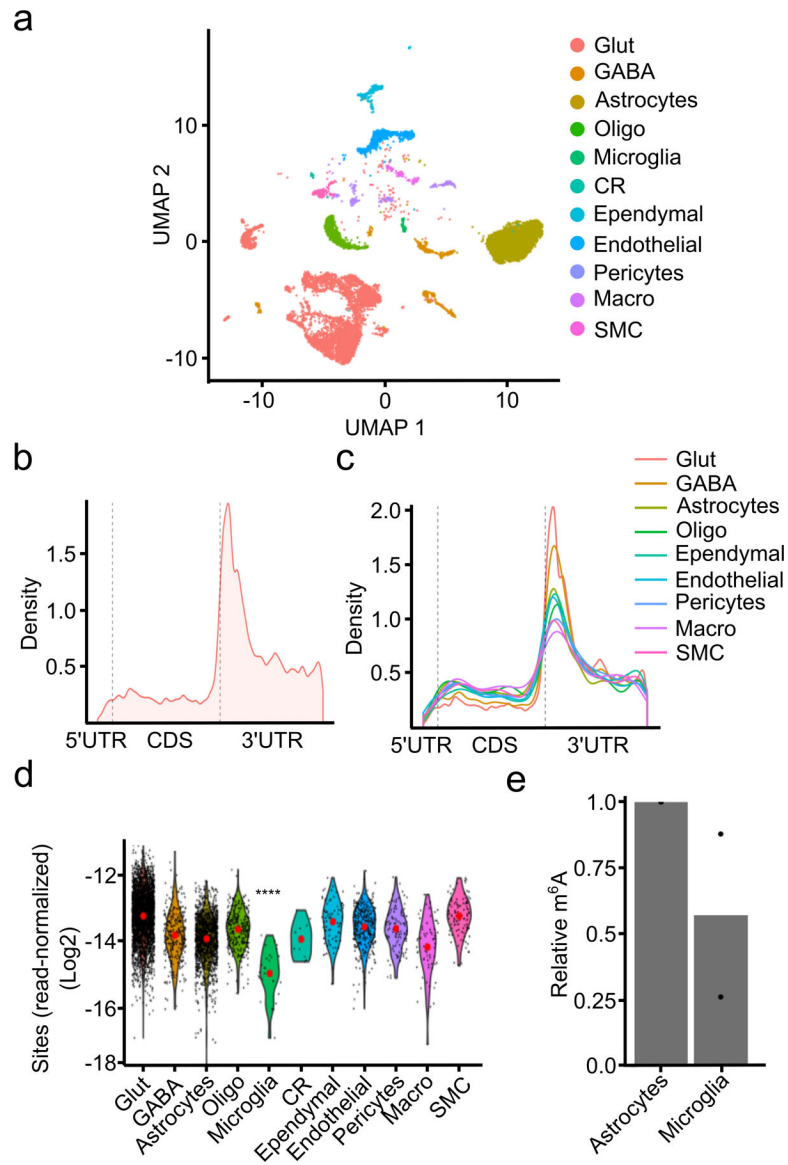 a
UMAP 2
10
0
-10
-10
0
10
UMAP 1
Glut
GABA
Astrocytes
Oligo
Microglia
CR
Ependymal
Endothelial
Pericytes
Macro
SMC
b
Density
1.5
1.0
0.5
5'UTR
CDS
3'UTR
c
Density
2.0
1.5
1.0
0.5
5'UTR
CDS
3'UTR
Glut
GABA
Astrocytes
Oligo
Ependymal
Endothelial
Pericytes
Macro
SMC
d
Sites (read-normalized)
(Log2)
-12
-14
-16
-18
****
Glut
GABA
Astrocytes
Oligo
Microglia
CR
Ependymal
Endothelial
Pericytes
Macro
SMC
e
Relative m⁶A
1.0
0.75
0.5
0.25
0.0
Astrocytes
Microglia